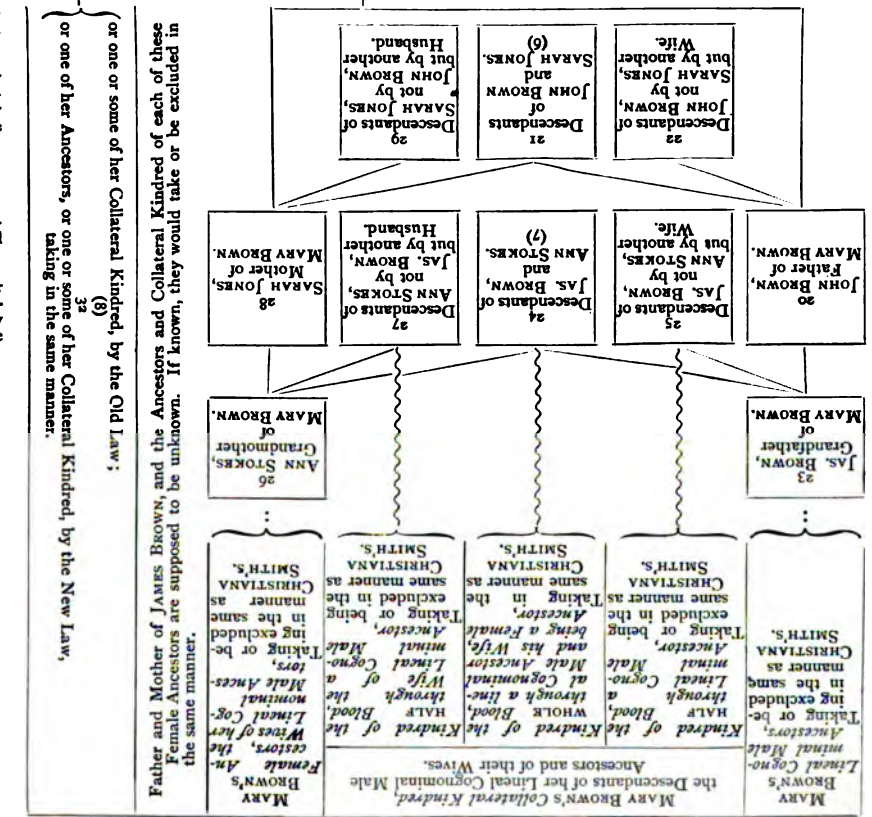 MARY
BROWN'S
Lineal Cogno-
minal Male
Ancestors,
Taking or be-
ing excluded
in the same
manner as
CHRISTIANA
SMITH'S.
MARY BROWN'S Collateral Kindred,
the Descendants of her Lineal Cognominal Male
Ancestors and of their Wives.
Kindred of the
HALF Blood,
through a
Lineal Cogno-
minal Male
Ancestor,
Taking or being
excluded in the
same manner as
CHRISTIANA
SMITH'S.
Kindred of the
WHOLE Blood,
through a line-
al Cognominal
Male Ancestor
and his Wife,
being a Female
Ancestor,
Taking in the
same manner as
CHRISTIANA
SMITH'S.
Kindred of the
HALF Blood,
through the
Wife of a
Lineal Cogno-
minal Male
Ancestor,
Taking or being
excluded in the
same manner as
CHRISTIANA
SMITH'S.
MARY
BROWN'S
Female An-
cestors, the
Wives of her
Lineal Cog-
nominal
Male Ances-
tors,
Taking or be-
ing excluded
in the same
manner as
CHRISTIANA
SMITH'S.
23
JAS. BROWN,
Grandfather
of
MARY BROWN.
26
ANN STOKES,
Grandmother
of
MARY BROWN.
20
JOHN BROWN,
Father of
MARY BROWN.
25
Descendants of
JAS. BROWN,
not by
ANN STOKES,
but by another
Wife.
24
Descendants of
JAS. BROWN,
and
ANN STOKES.
(7)
27
Descendants of
ANN STOKES
not by
JAS. BROWN,
but by another
Husband
28
SARAH JONES,
Mother of
MARY BROWN.
22
Descendants of
JOHN BROWN,
not by
SARAH JONES,
but by another
Wife.
21
Descendants
of
JOHN BROWN
and
SARAH JONES.
(6)
29
Descendants of
SARAH JONES,
not by
JOHN BROWN,
but by another
Husband.
Father and Mother of JAMES BROWN, and the Ancestors and Collateral Kindred of each of these
Female Ancestors are supposed to be unknown. If known, they would take or be excluded in
the same manner.
or one or some of her Collateral Kindred, by the Old Law;
(8)
32
or one of her Ancestors, or one or some of her Collateral Kindred, by the New Law,
taking in the same manner.